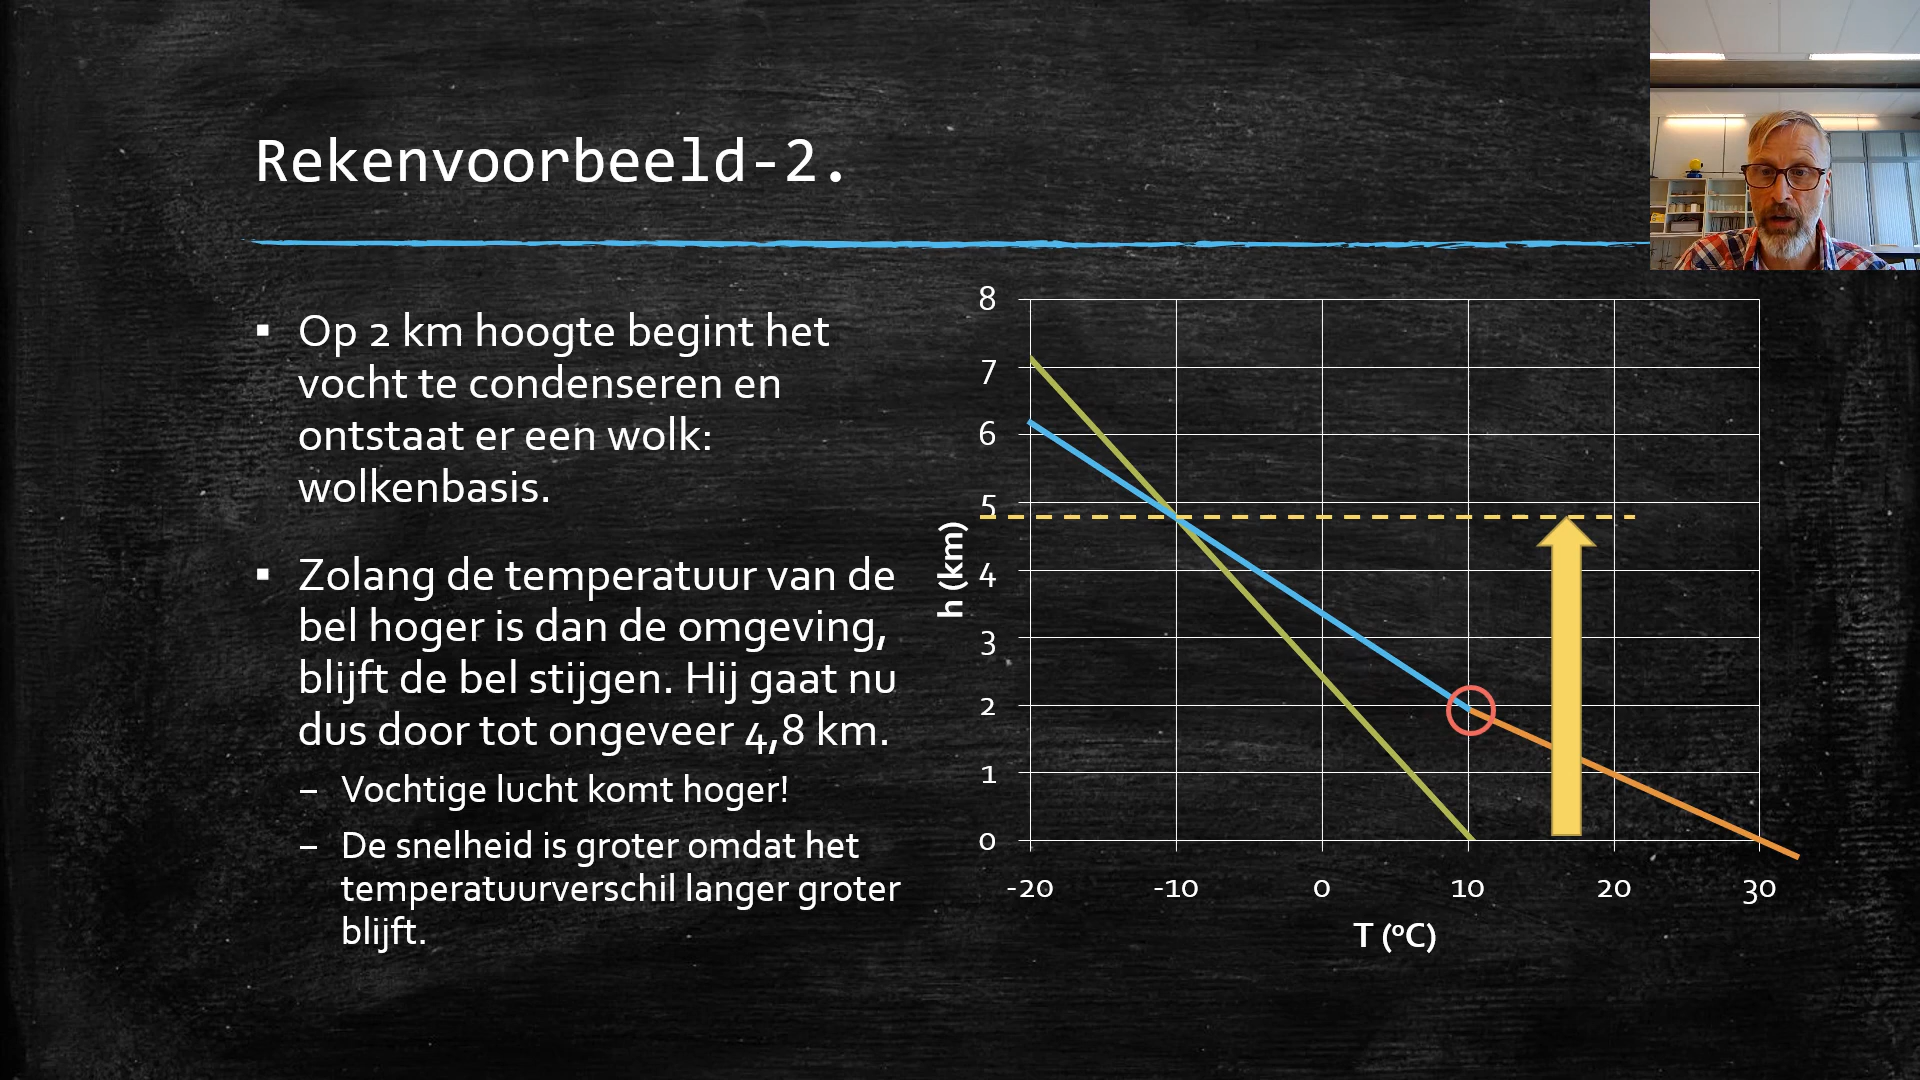 Rekenvoorbeeld-2.
▪ Op 2 km hoogte begint het
vocht te condenseren en
ontstaat er een wolk:
wolkenbasis.
▪ Zolang de temperatuur van de
bel hoger is dan de omgeving,
blijft de bel stijgen. Hij gaat nu
dus door tot ongeveer 4,8 km.
– Vochtige lucht komt hoger!
– De snelheid is groter omdat het
temperatuurverschil langer groter
blijft.
8
7
6
5
4
3
2
1
0
h (km)
-20 -10 0 10 20 30
T (°C)